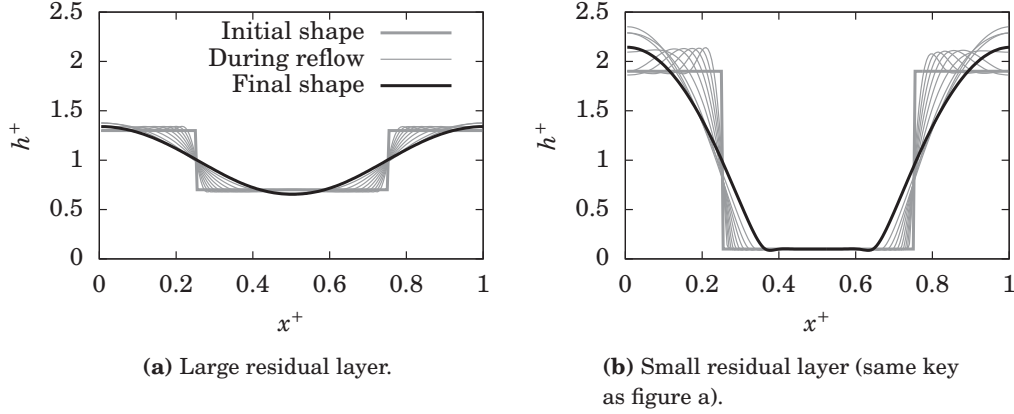 2.5
2
1.5
1
0.5
0
h+
Initial shape
During reflow
Final shape
0 0.2 0.4 0.6 0.8 1
x+
(a) Large residual layer.
2.5
2
1.5
1
0.5
0
h+
0 0.2 0.4 0.6 0.8 1
x+
(b) Small residual layer (same key
as figure a).